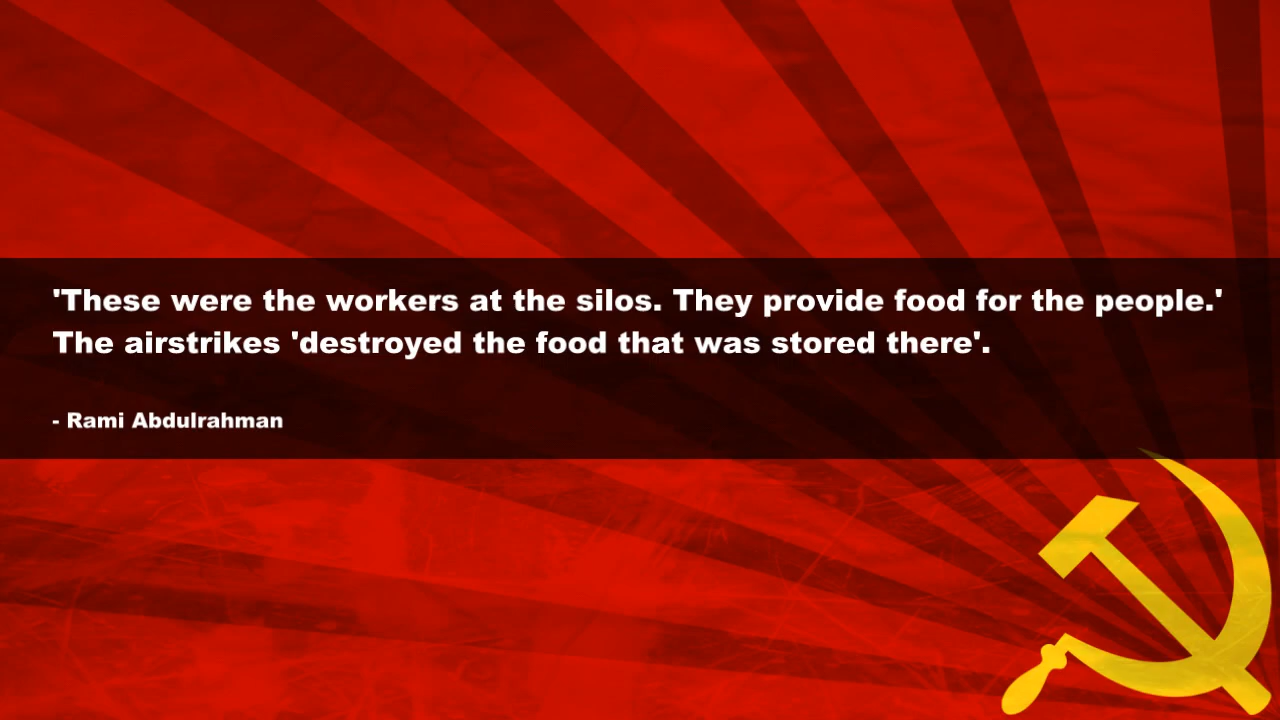 'These were the workers at the silos. They provide food for the people.'
The airstrikes 'destroyed the food that was stored there'.
- Rami Abdulrahman